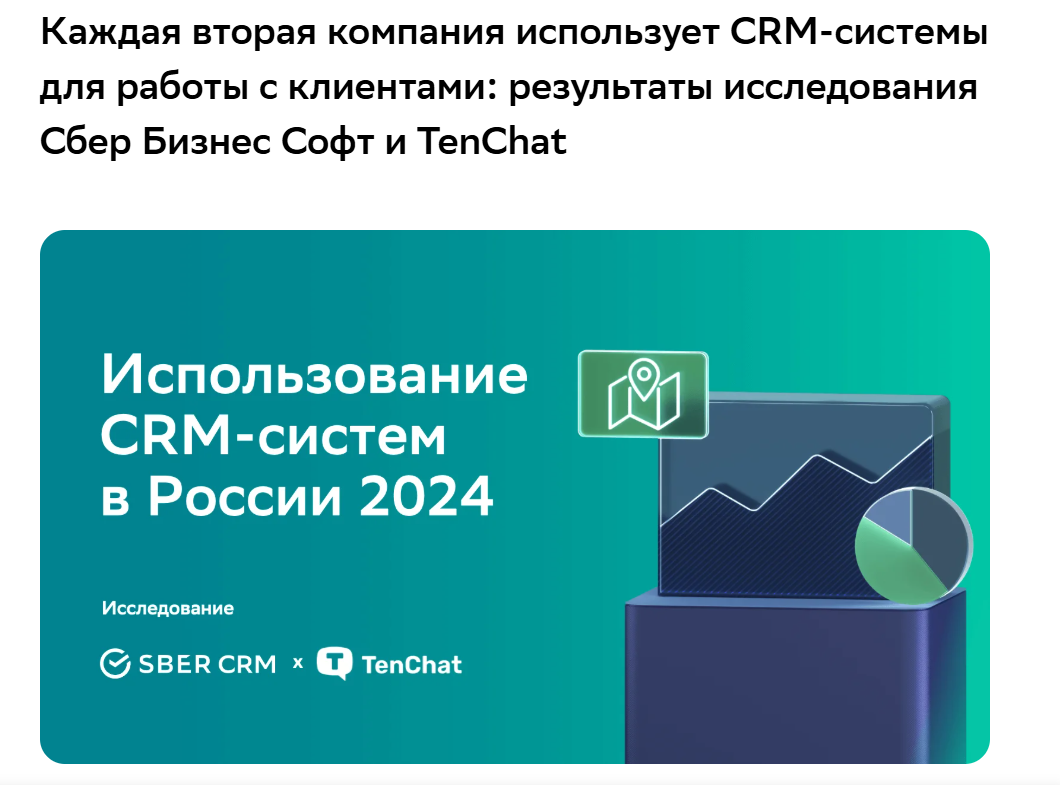 Каждая вторая компания использует CRM-системы
для работы с клиентами: результаты исследования
Сбер Бизнес Софт и TenChat
Использование
CRM-систем
в России 2024
Исследование
SBER CRM x TenChat